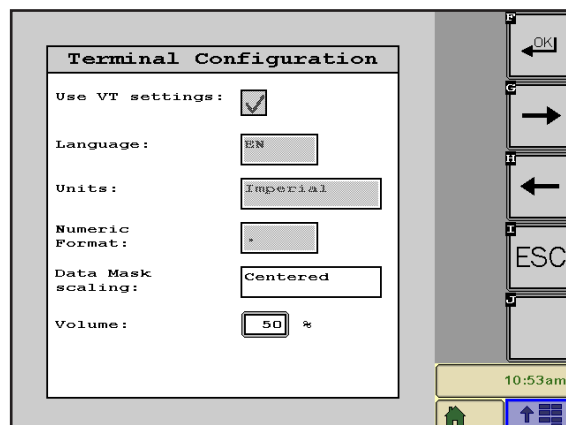 Terminal Configuration
Use VT settings:
Language: EN
Units: Imperial
Numeric
Format: .
Data Mask
scaling: Centered
Volume: 50 %
F
OK
G
H
I
ESC
J
10:53am